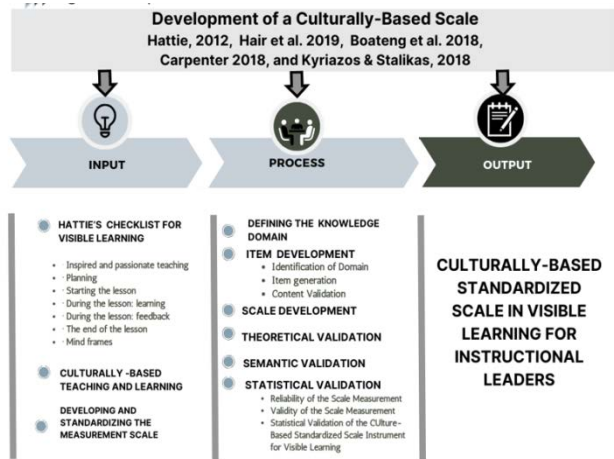 Development of a Culturally-Based Scale
Hattie, 2012, Hair et al. 2019, Boateng et al. 2018,
Carpenter 2018, and Kyriazos & Stalikas, 2018
INPUT
PROCESS
OUTPUT
HATTIE'S CHECKLIST FOR
VISIBLE LEARNING
• · Inspired and passionate teaching
• · Planning
• · Starting the lesson
• · During the lesson: learning
• · During the lesson: feedback
• · The end of the lesson
• · Mind frames
CULTURALLY -BASED
TEACHING AND LEARNING
DEVELOPING AND
STANDARDIZING THE
MEASUREMENT SCALE
DEFINING THE KNOWLEDGE
DOMAIN
ITEM DEVELOPMENT
• Identification of Domain
• Item generation
• Content Validation
SCALE DEVELOPMENT
THEORETICAL VALIDATION
SEMANTIC VALIDATION
STATISTICAL VALIDATION
• Reliability of the Scale Measurement
• Validity of the Scale Measurement
• Statistical Validation of the CUlture-
Based Standardized Scale Instrument
for Visible Learning
CULTURALLY-BASED
STANDARDIZED
SCALE IN VISIBLE
LEARNING FOR
INSTRUCTIONAL
LEADERS